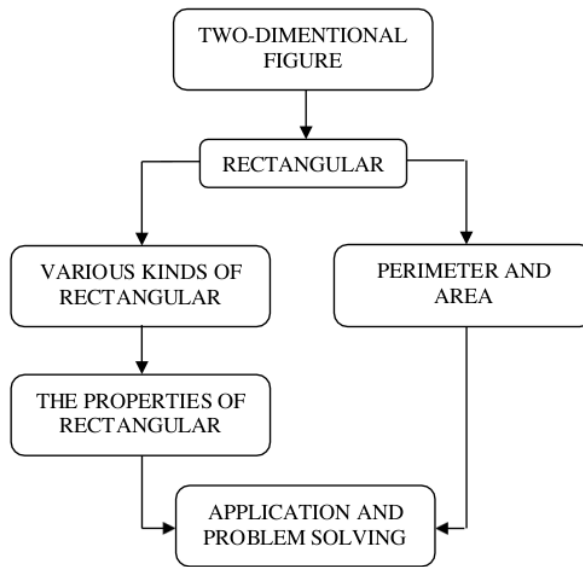 TWO-DIMENTIONAL
FIGURE
RECTANGULAR
VARIOUS KINDS OF
RECTANGULAR
PERIMETER AND
AREA
THE PROPERTIES OF
RECTANGULAR
APPLICATION AND
PROBLEM SOLVING